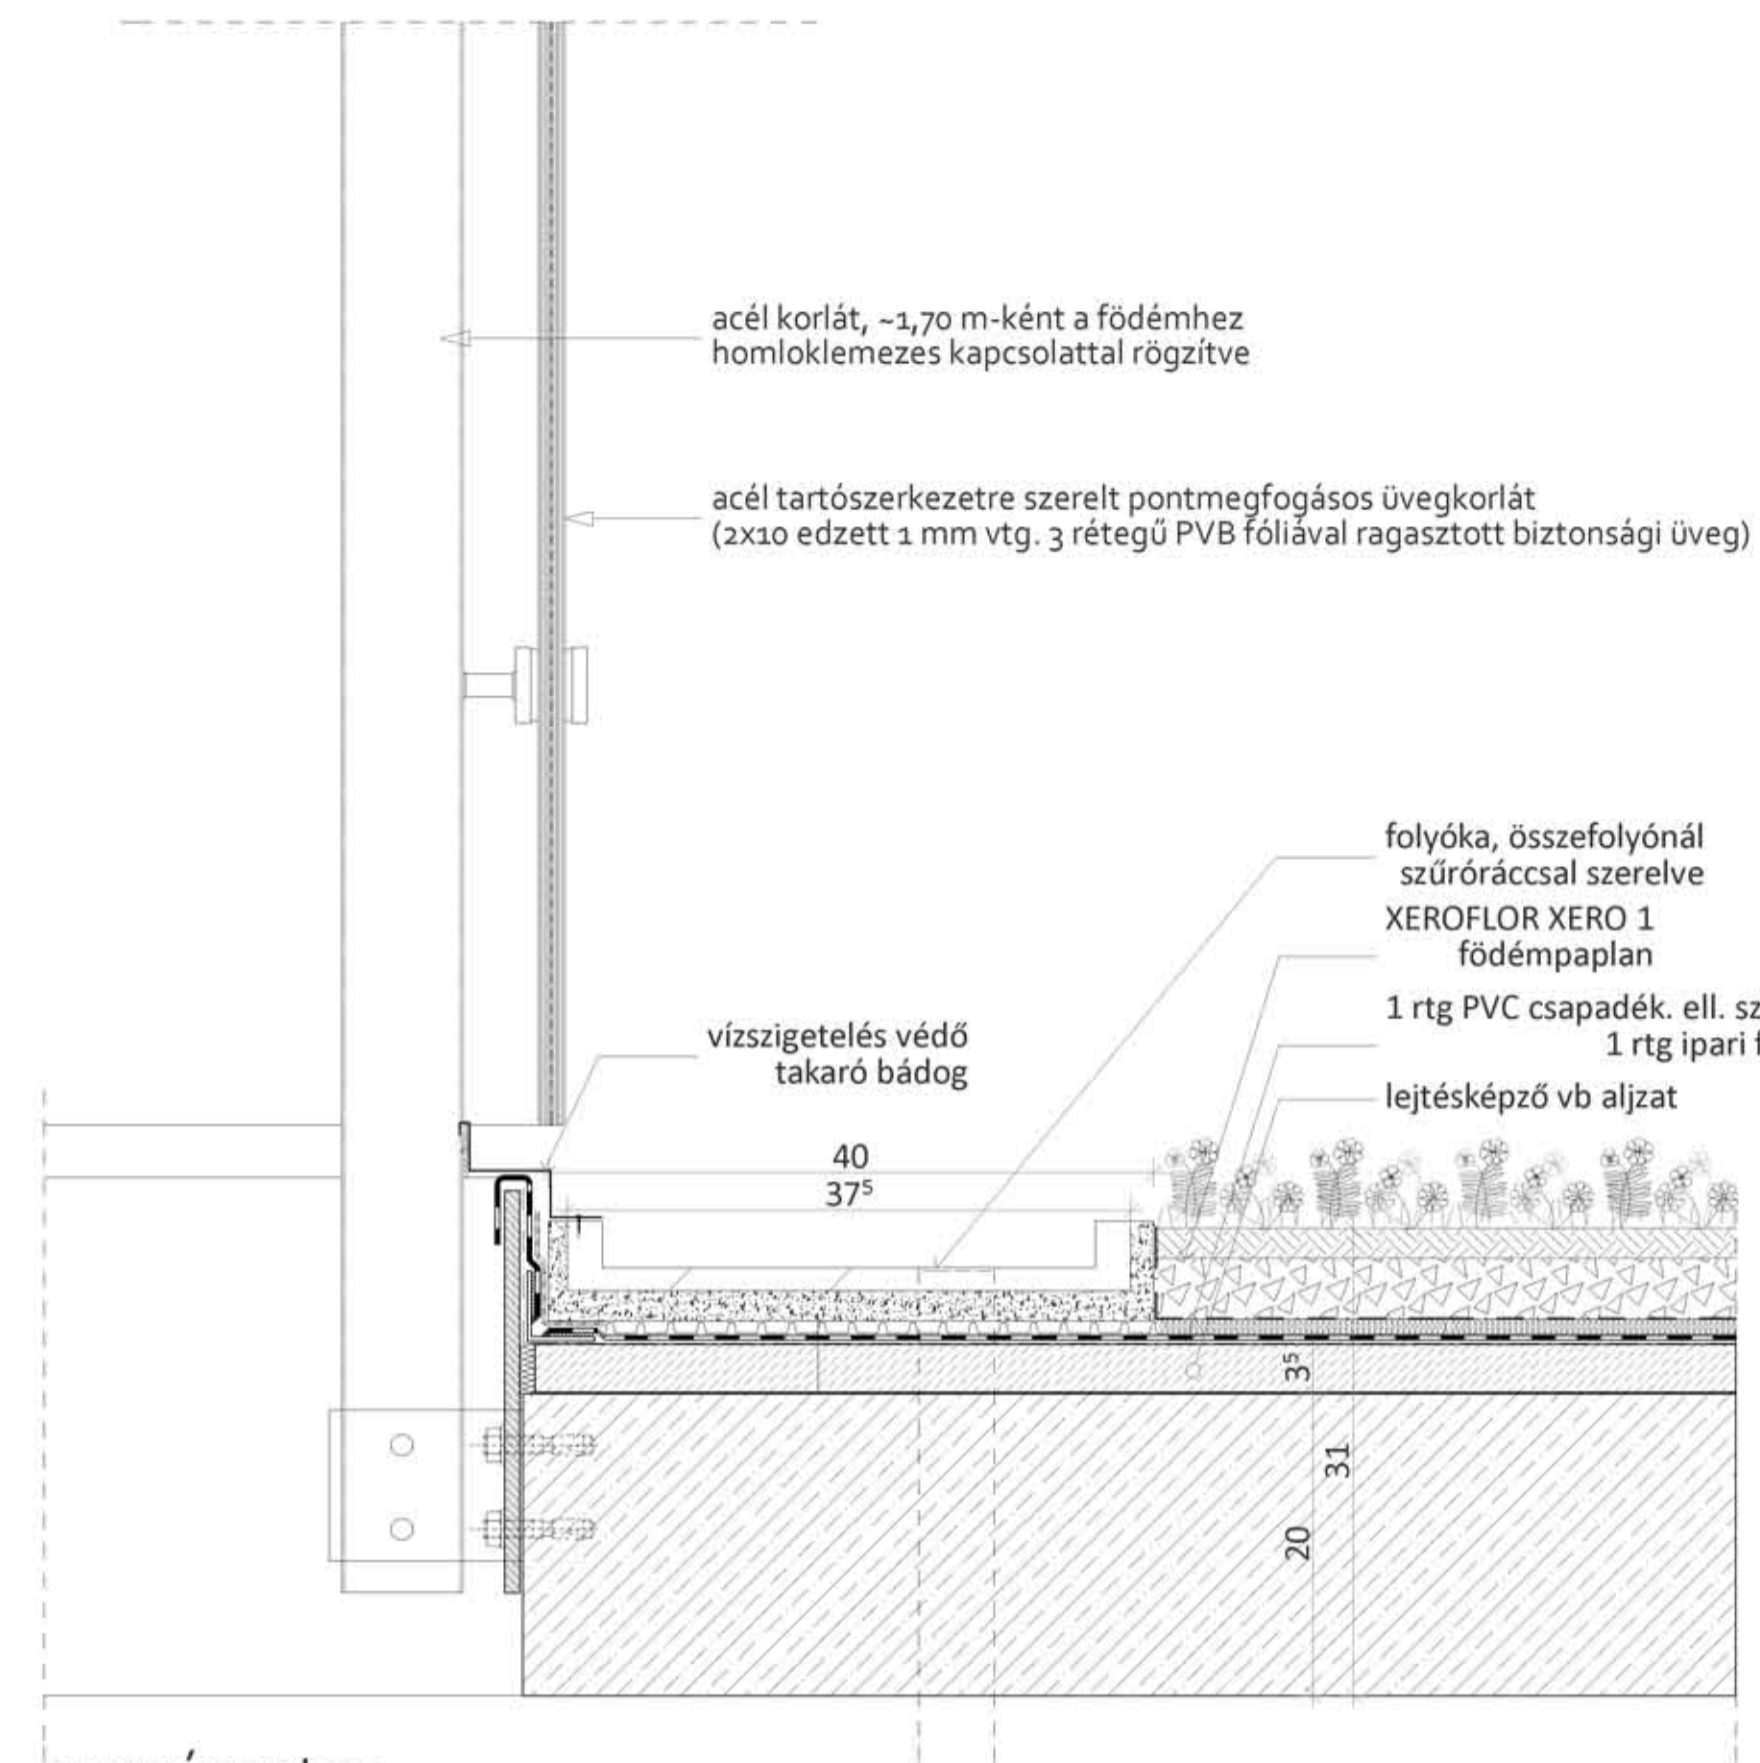 acél korlát, ~1,70 m-ként a födémhez
homloklemezes kapcsolattal rögzítve
acél tartószerkezetre szerelt pontmegfogásos üvegkorlát
(2x10 edzett 1 mm vtg. 3 rétegű PVB fóliával ragasztott biztonsági üveg)
folyóka, összefolyónál
szűróráccsal szerelve
XEROFLOR XERO 1
födémpaplan
1 rtg PVC csapadék. ell. sz
1 rtg ipari f
lejtésképző vb aljzat
vízszigetelés védő
takaró bádog
40
37⁵
3⁵
31
20